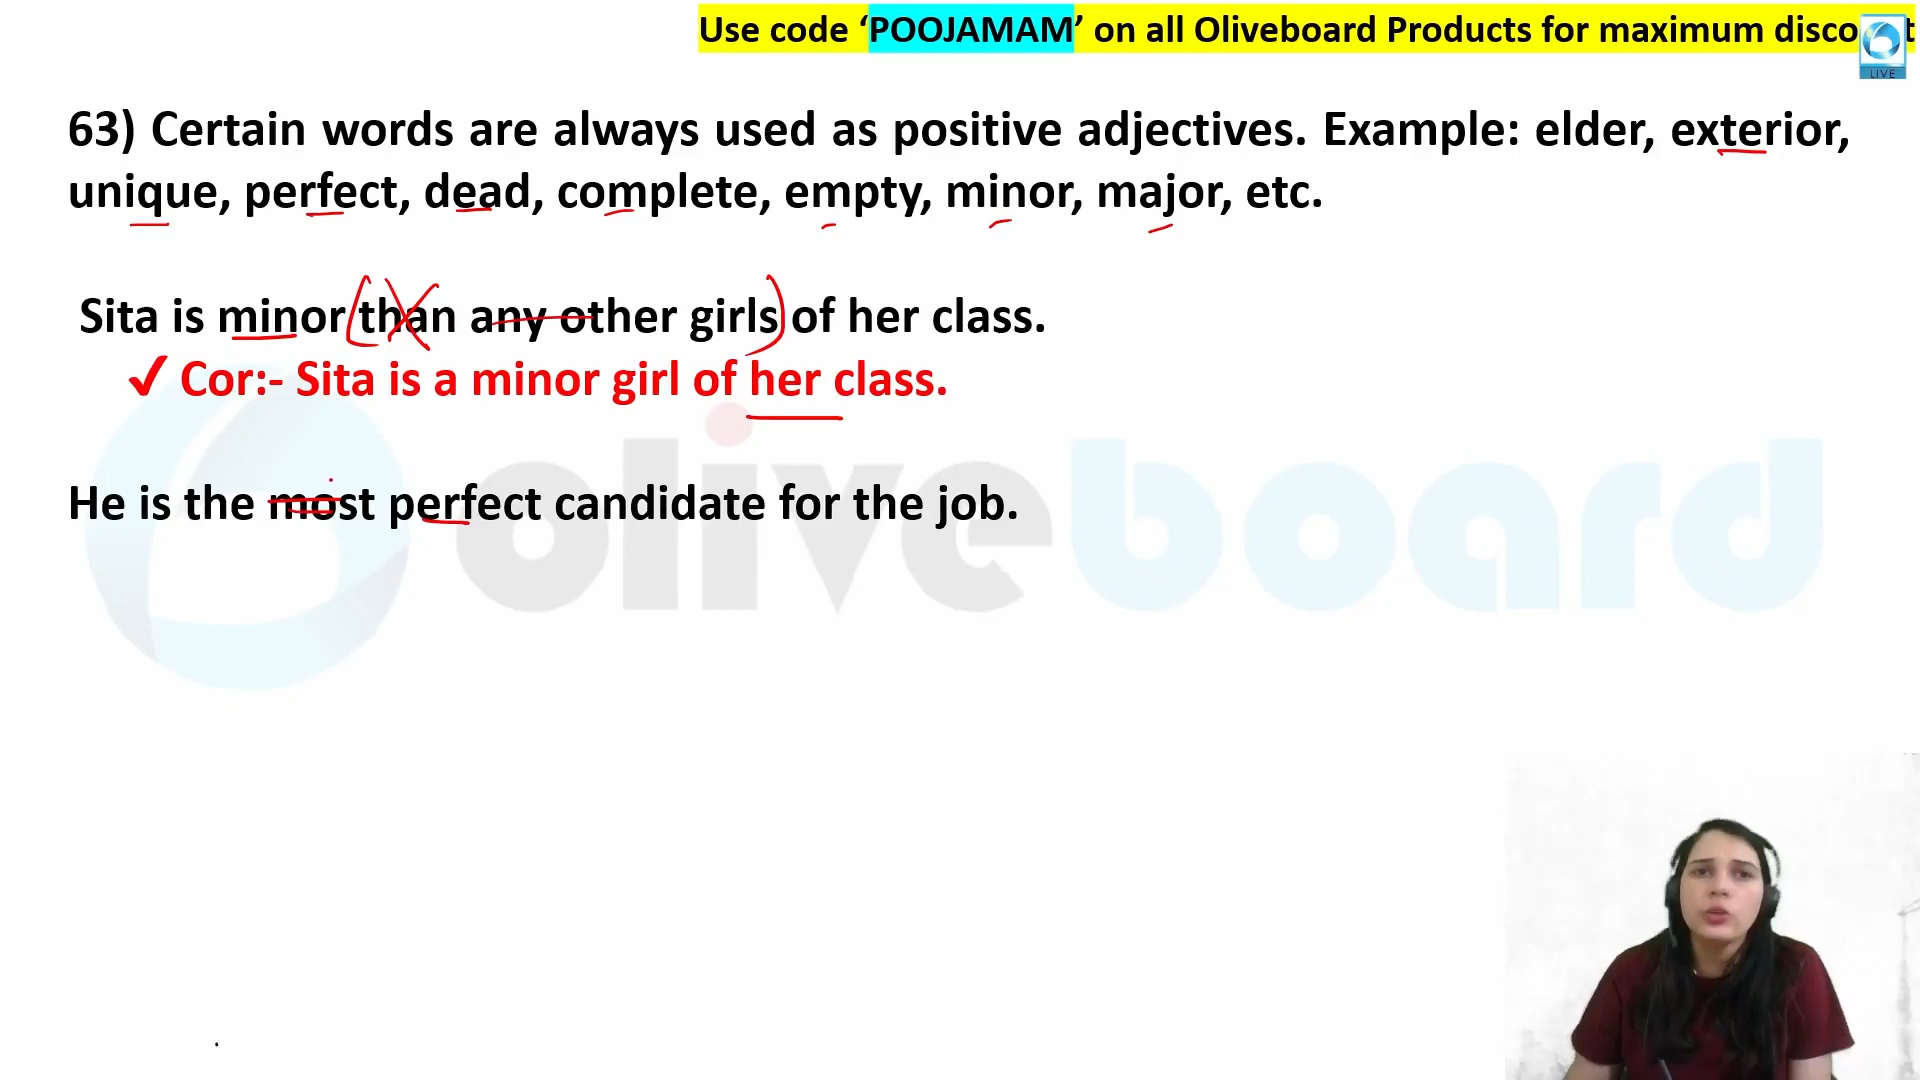 Use code ‘POOJAMAM’ on all Oliveboard Products for maximum
LIVE
63) Certain words are always used as positive adjectives. Example: elder, exterior,
unique, perfect, dead, complete, empty, minor, major, etc.
Sita is minor than any other girls of her class.
✔ Cor:- Sita is a minor girl of her class.
He is the most perfect candidate for the job.
oliveboard